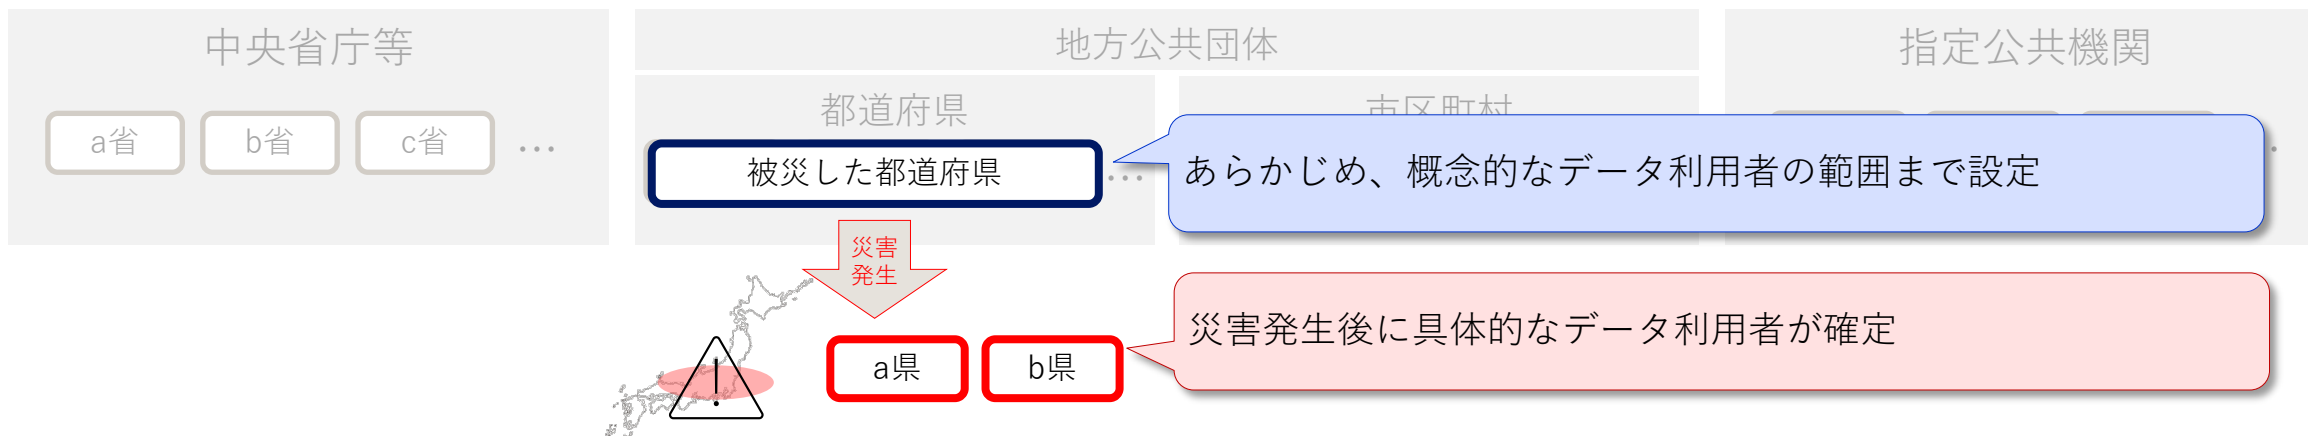 中央省庁等
a省
b省
c省
…
地方公共団体
都道府県
被災した都道府県
…
市区町村
指定公共機関
あらかじめ、概念的なデータ利用者の範囲まで設定
災害
発生
a県
b県
災害発生後に具体的なデータ利用者が確定